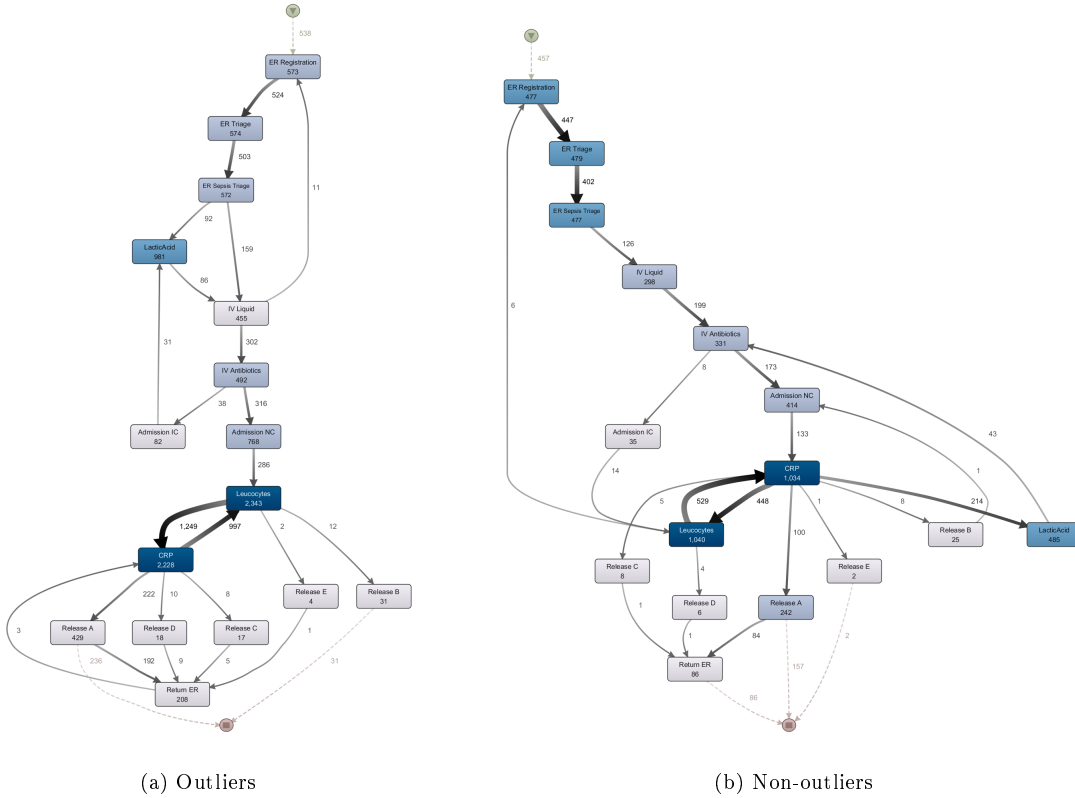 538
ER Registration
573
524
ER Triage
574
503
ER Sepsis Triage
572
11
92
159
LacticAcid
981
86
IV Liquid
455
31
302
IV Antibiotics
492
38
316
Admission IC
82
Admission NC
768
286
Leucocytes
2,343
1,249
997
2
12
CRP
2,228
222
10
8
Release E
4
Release B
31
3
Release A
429
Release D
18
Release C
17
1
236
192
9
5
31
Return ER
208
(a) Outliers
457
ER Registration
477
447
ER Triage
479
402
ER Sepsis Triage
477
126
IV Liquid
298
6
199
IV Antibiotics
331
8
173
Admission NC
414
Admission IC
35
133
43
14
CRP
1,034
1
5
529
448
1
8
214
Leucocytes
1,040
100
Release B
25
LacticAcid
485
Release C
8
4
Release E
2
Release D
6
Release A
242
1
1
84
2
Return ER
86
157
86
(b) Non-outliers